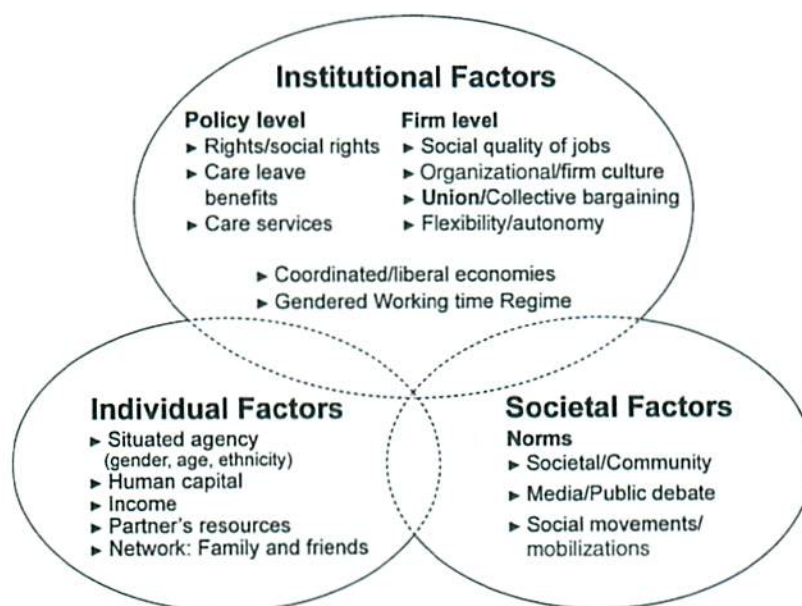 Institutional Factors
Policy level
► Rights/social rights
► Care leave
benefits
► Care services
Firm level
► Social quality of jobs
► Organizational/firm culture
► Union/Collective bargaining
► Flexibility/autonomy
► Coordinated/liberal economies
► Gendered Working time Regime
Individual Factors
► Situated agency
(gender, age, ethnicity)
► Human capital
► Income
► Partner's resources
► Network: Family and friends
Societal Factors
Norms
► Societal/Community
► Media/Public debate
► Social movements/
mobilizations